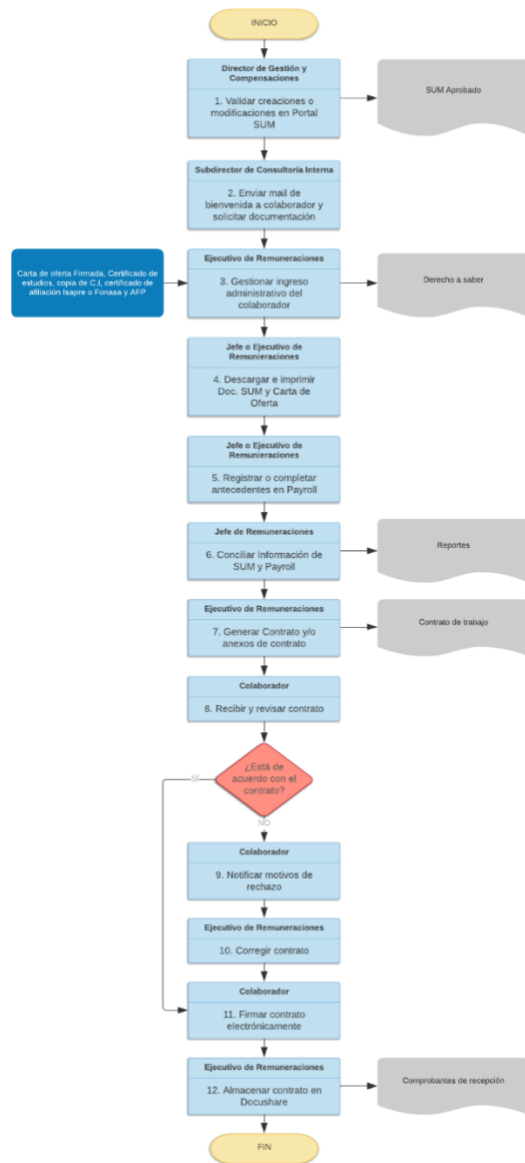 INICIO
Director de Gestión y
Compensaciones
1. Validar creaciones o
modificaciones en Portal
SUM
SUM Aprobado
Subdirector de Consultoría Interna
2. Enviar mail de
bienvenida a colaborador y
solicitar documentación
Carta de oferta Firmada, Certificado de
estudios, copia de C.I, certificado de
afiliación Isapre o Fonasa y AFP
Ejecutivo de Remuneraciones
3. Gestionar ingreso
administrativo del
colaborador
Derecho a saber
Jefe o Ejecutivo de
Remunieraciones
4. Descargar e imprimir
Doc. SUM y Carta de
Oferta
Jefe o Ejecutivo de
Remunieraciones
5. Registrar o completar
antecedentes en Payroll
Jefe de Remuneraciones
6. Conciliar Información de
SUM y Payroll
Reportes
Ejecutivo de Remuneraciones
7. Generar Contrato y/o
anexos de contrato
Contrato de trabajo
Colaborador
8. Recibir y revisar contrato
¿Está de
acuerdo con el
contrato?
SÍ
NO
Colaborador
9. Notificar motivos de
rechazo
Ejecutivo de Remuneraciones
10. Corregir contrato
Colaborador
11. Firmar contrato
electrónicamente
Ejecutivo de Remuneraciones
12. Almacenar contrato en
Docushare
Comprobantes de recepción
FIN